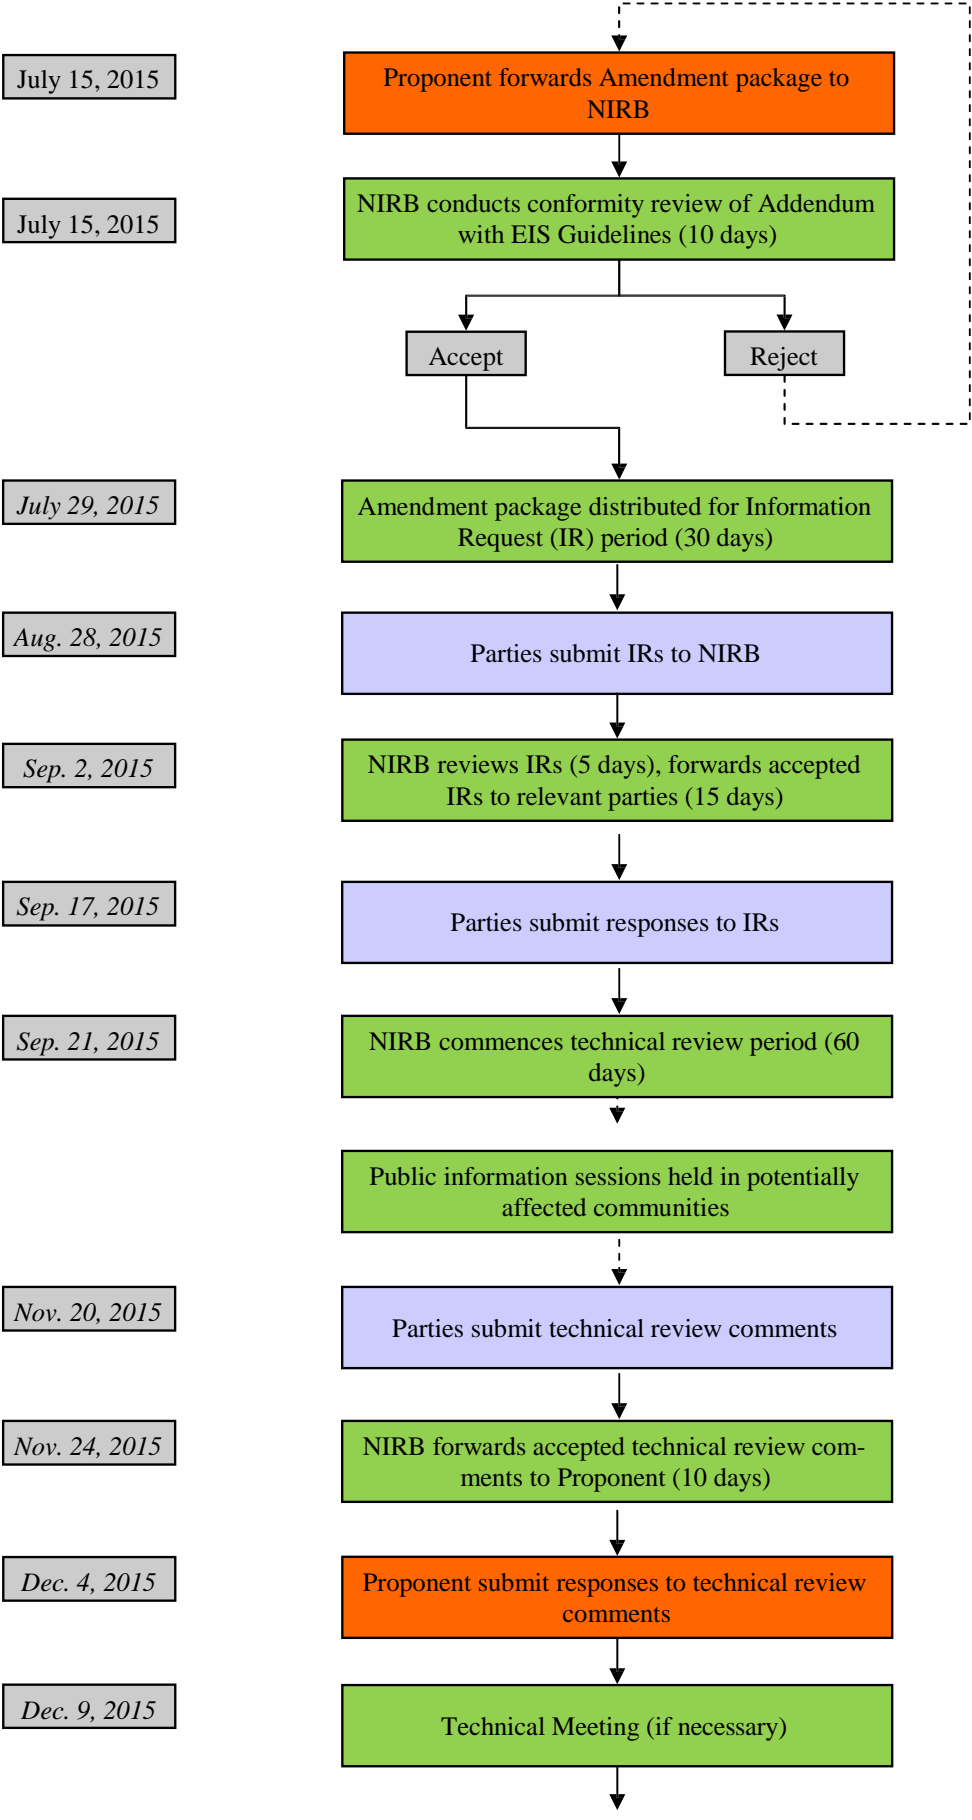 July 15, 2015
Proponent forwards Amendment package to
NIRB
July 15, 2015
NIRB conducts conformity review of Addendum
with EIS Guidelines (10 days)
Accept
Reject
July 29, 2015
Amendment package distributed for Information
Request (IR) period (30 days)
Aug. 28, 2015
Parties submit IRs to NIRB
Sep. 2, 2015
NIRB reviews IRs (5 days), forwards accepted
IRs to relevant parties (15 days)
Sep. 17, 2015
Parties submit responses to IRs
Sep. 21, 2015
NIRB commences technical review period (60
days)
Public information sessions held in potentially
affected communities
Nov. 20, 2015
Parties submit technical review comments
Nov. 24, 2015
NIRB forwards accepted technical review com-
ments to Proponent (10 days)
Dec. 4, 2015
Proponent submit responses to technical review
comments
Dec. 9, 2015
Technical Meeting (if necessary)